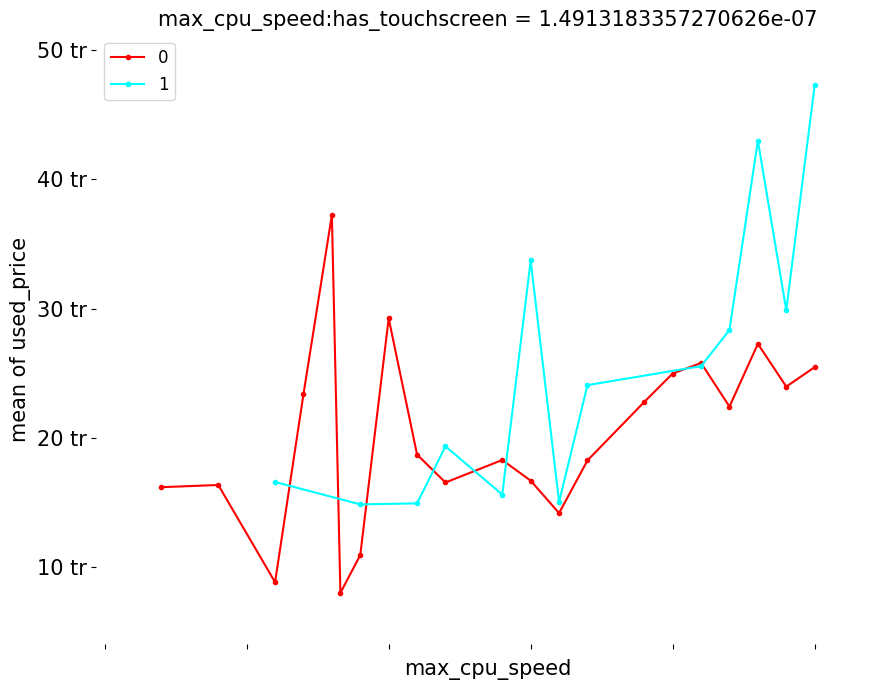 max_cpu_speed:has_touchscreen = 1.4913183357270626e-07
0
1
50 tr
40 tr
30 tr
20 tr
10 tr
mean of used_price
max_cpu_speed